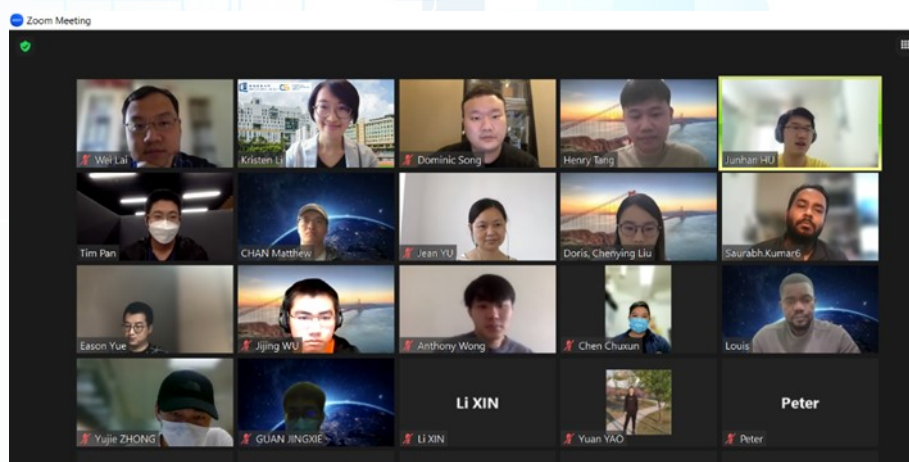 Zoom Meeting
Wei Lai
Kristen Li
Dominic Song
Henry Tang
Junhan HU
Tim Pan
CHAN Matthew
Jean YU
Doris, Chenying Liu
Saurabh.Kumar6
Eason Yue
Jijing WU
Anthony Wong
Chen Chuxun
Louis
Yujie ZHONG
GUAN JINGXIE
Li XIN
Li XIN
Yuan YAO
Peter
Peter